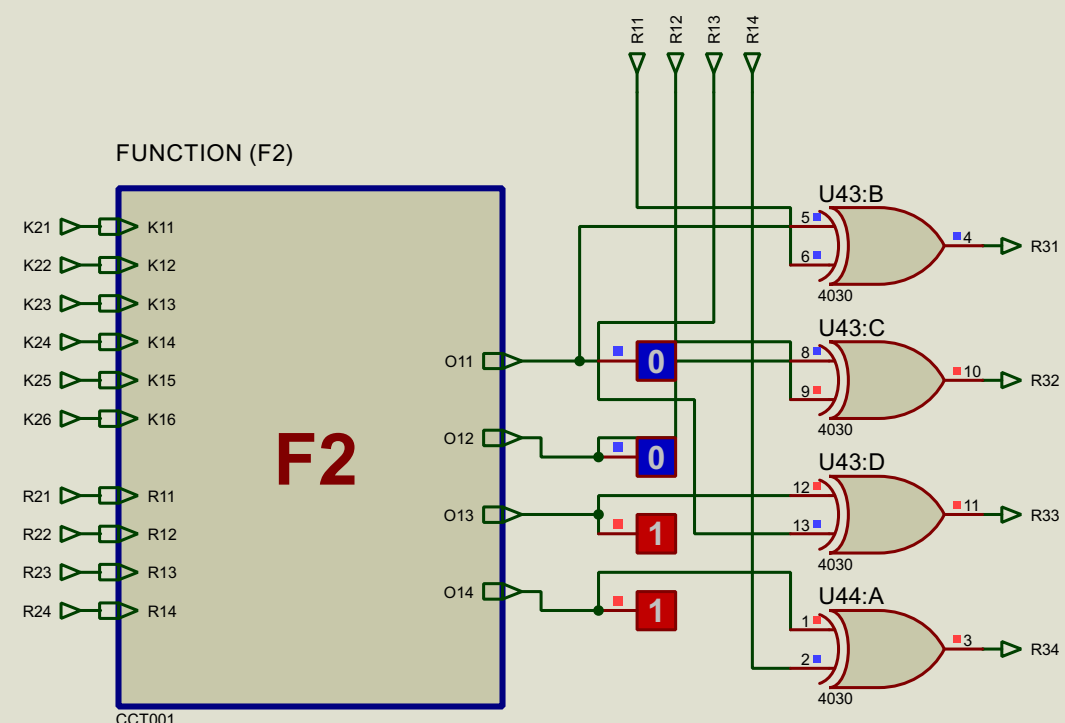 R11
R12
R13
R14
FUNCTION (F2)
K21 K11
K22 K12
K23 K13
K24 K14
K25 K15
K26 K16
R21 R11
R22 R12
R23 R13
R24 R14
F2
CCT001
O11
0
O12
0
O13
1
O14
1
U43:B
5
6
4
R31
4030
U43:C
8
9
10
R32
4030
U43:D
12
13
11
R33
4030
U44:A
1
2
3
R34
4030